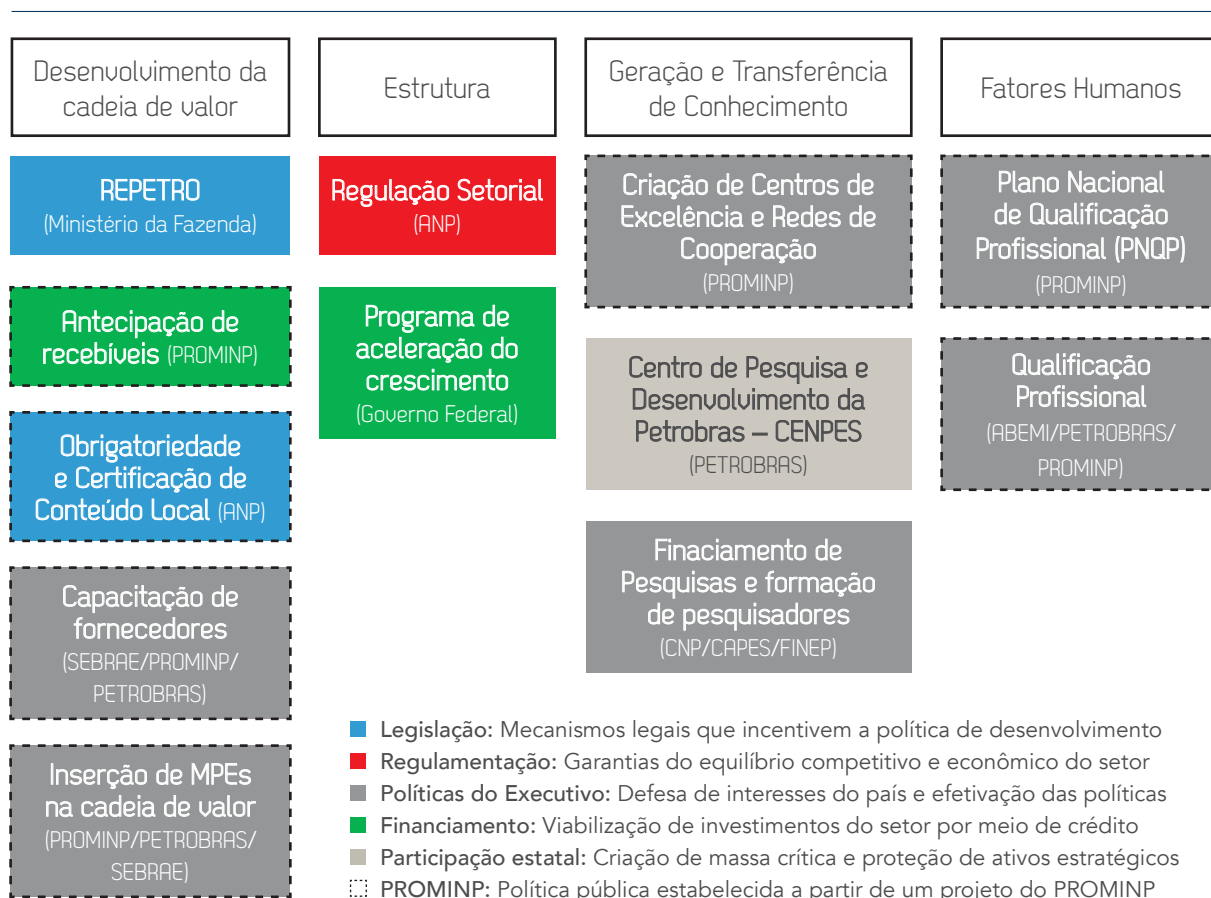 Desenvolvimento da
cadeia de valor
REPETRO
(Ministério da Fazenda)
Antecipação de
recebíveis (PROMINP)
Obrigatoriedade
e Certificação de
Conteúdo Local (ANP)
Capacitação de
fornecedores
(SEBRAE/PROMINP/
PETROBRAS)
Inserção de MPEs
na cadeia de valor
(PROMINP/PETROBRAS/
SEBRAE)
Estrutura
Regulação Setorial
(ANP)
Programa de
aceleração do
crescimento
(Governo Federal)
Geração e Transferência
de Conhecimento
Criação de Centros de
Excelência e Redes de
Cooperação
(PROMINP)
Centro de Pesquisa e
Desenvolvimento da
Petrobras – CENPES
(PETROBRAS)
Finaciamento de
Pesquisas e formação
de pesquisadores
(CNP/CAPES/FINEP)
Fatores Humanos
Plano Nacional
de Qualificação
Profissional (PNQP)
(PROMINP)
Qualificação
Profissional
(ABEMI/PETROBRAS/
PROMINP)
Legislação: Mecanismos legais que incentivem a política de desenvolvimento
Regulamentação: Garantias do equilíbrio competitivo e econômico do setor
Políticas do Executivo: Defesa de interesses do país e efetivação das políticas
Financiamento: Viabilização de investimentos do setor por meio de crédito
Participação estatal: Criação de massa crítica e proteção de ativos estratégicos
PROMINP: Política pública estabelecida a partir de um projeto do PROMINP